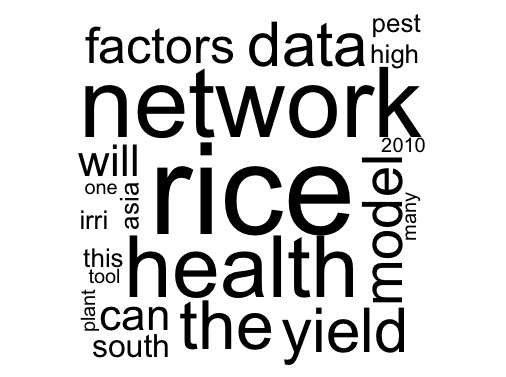 factors data pest
high
network
2010
will
rice
model
one
asia
many
irri
this
health
tool
plant
can
the
yield
south